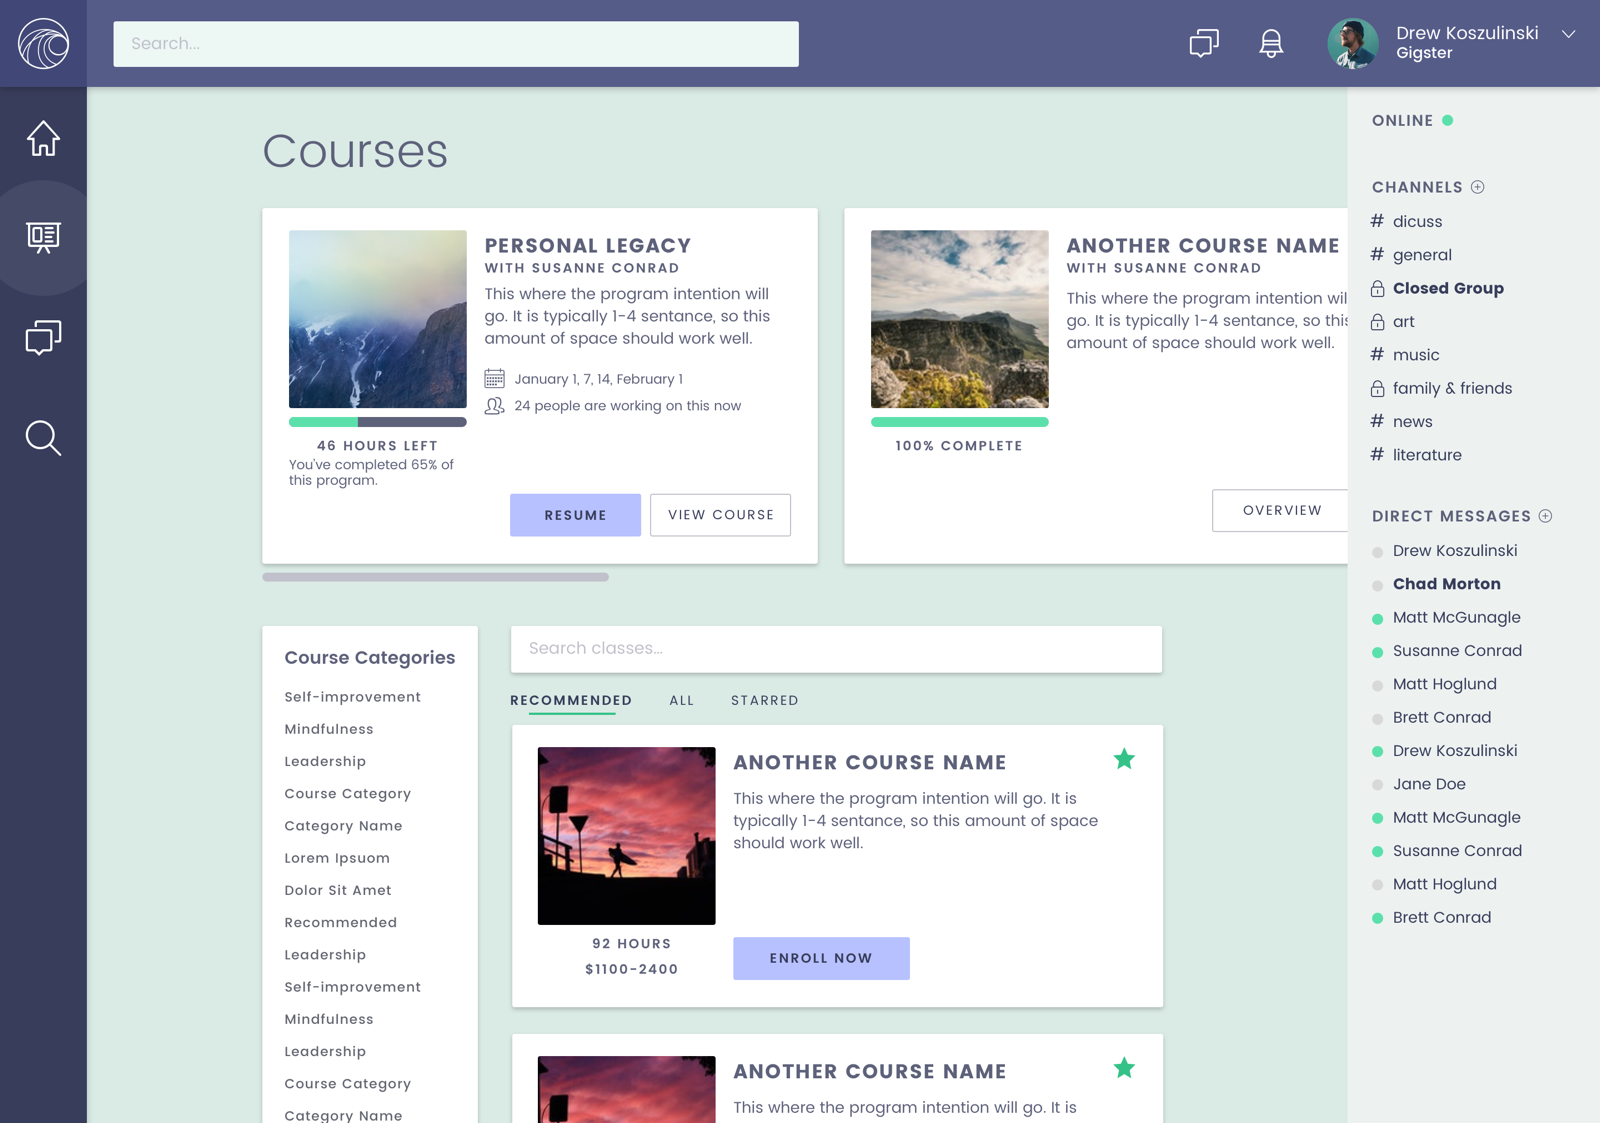 Search...
Drew Koszulinski
Gigster
Courses
PERSONAL LEGACY
WITH SUSANNE CONRAD
This where the program intention will
go. It is typically 1-4 sentance, so this
amount of space should work well.
January 1, 7, 14, February 1
24 people are working on this now
46 HOURS LEFT
You've completed 65% of
this program.
RESUME
VIEW COURSE
ANOTHER COURSE NAME
WITH SUSANNE CONRAD
This where the program intention wil
go. It is typically 1-4 sentance, so this
amount of space should work well.
100% COMPLETE
OVERVIEW
Course Categories
Self-improvement
Mindfulness
Leadership
Course Category
Category Name
Lorem Ipsuom
Dolor Sit Amet
Recommended
Leadership
Self-improvement
Mindfulness
Leadership
Course Category
Category Name
Search classes...
RECOMMENDED
ALL
STARRED
ANOTHER COURSE NAME
This where the program intention will go. It is
typically 1-4 sentance, so this amount of space
should work well.
92 HOURS
$1100-2400
ENROLL NOW
ANOTHER COURSE NAME
This where the program intention will go. It is
ONLINE
CHANNELS
# dicuss
# general
Closed Group
art
# music
family & friends
# news
# literature
DIRECT MESSAGES
Drew Koszulinski
Chad Morton
Matt McGunagle
Susanne Conrad
Matt Hoglund
Brett Conrad
Drew Koszulinski
Jane Doe
Matt McGunagle
Susanne Conrad
Matt Hoglund
Brett Conrad